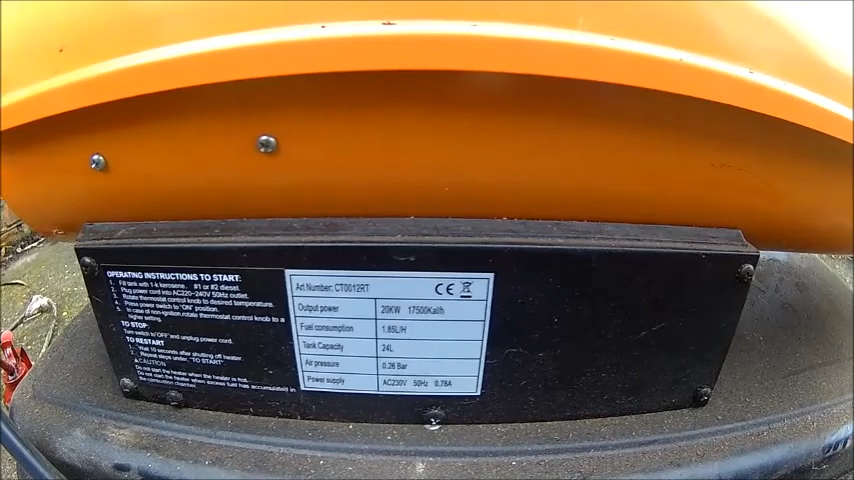 OPERATING INSTRUCTIONS TO START:
1. Fill tank with 1-k kerosene, #1 or #2 diesel.
2. Plug power cord into AC220-240V 50Hz outlet.
3. Rotate thermostat control knob to desired temperature.
4. Press power switch to "ON" position.
5. In case of non-ignition,rotate thermostat control knob to a
higher setting.
TO STOP:
Turn switch to"OFF"and unplug power cord.
TO RESTART:
1. Wait 10 seconds after shutting off heater.
2. Repeat steps under "TO START"
CAUTION
Do not start the heater when heater is hot.
Do not start the heater when excess fuel has accumulated in
the combustion chamber.
Art Number: CT0012RT CE
Output power 20KW 17500Kal/h
Fuel consumption 1.85L/H
Tank Capacity 24L
Air pressure 0.26 Bar
Power supply AC230V 50Hz 0.78A